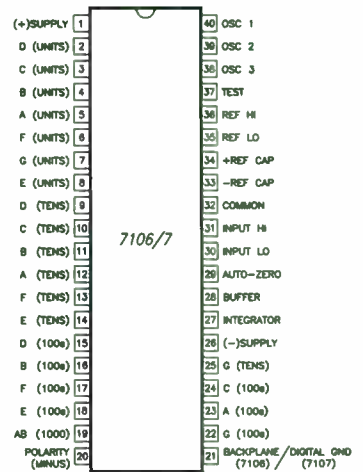 (+)SUPPLY 1
D (UNITS) 2
C (UNITS) 3
B (UNITS) 4
A (UNITS) 5
F (UNITS) 6
G (UNITS) 7
E (UNITS) 8
D (TENS) 9
C (TENS) 10
B (TENS) 11
A (TENS) 12
F (TENS) 13
E (TENS) 14
D (100s) 15
B (100s) 16
F (100s) 17
E (100s) 18
AB (1000) 19
POLARITY
(MINUS) 20
7106/7
40 OSC 1
39 OSC 2
38 OSC 3
37 TEST
36 REF HI
35 REF LO
34 +REF CAP
33 -REF CAP
32 COMMON
31 INPUT HI
30 INPUT LO
29 AUTO-ZERO
28 BUFFER
27 INTEGRATOR
26 (-)SUPPLY
25 G (TENS)
24 C (100s)
23 A (100s)
22 G (100s)
21 BACKPLANE/DIGITAL GND
(7106) (7107)